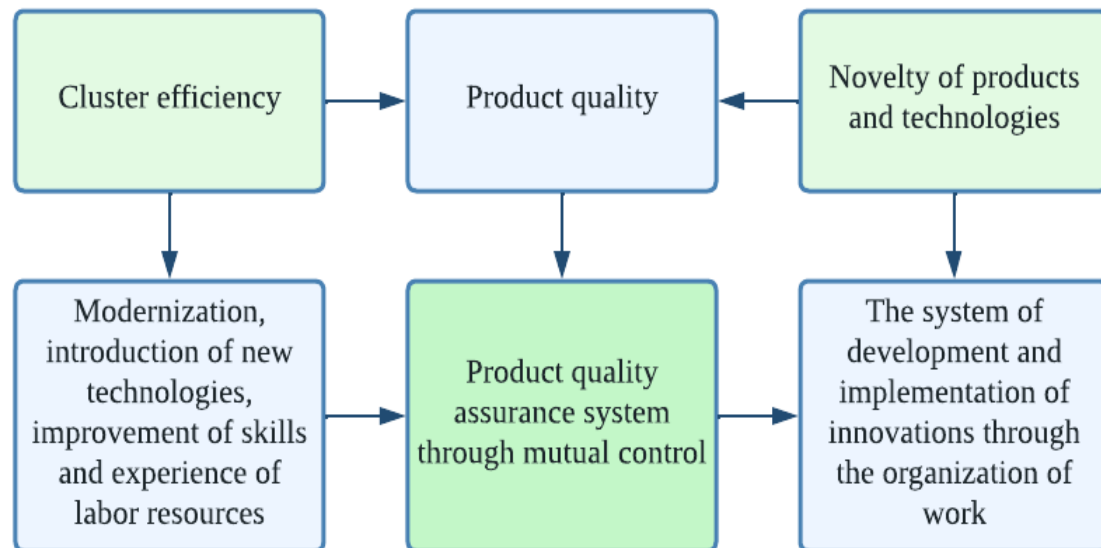 Cluster efficiency
Product quality
Novelty of products
and technologies
Modernization,
introduction of new
technologies,
improvement of skills
and experience of
labor resources
Product quality
assurance system
through mutual control
The system of
development and
implementation of
innovations through
the organization of
work